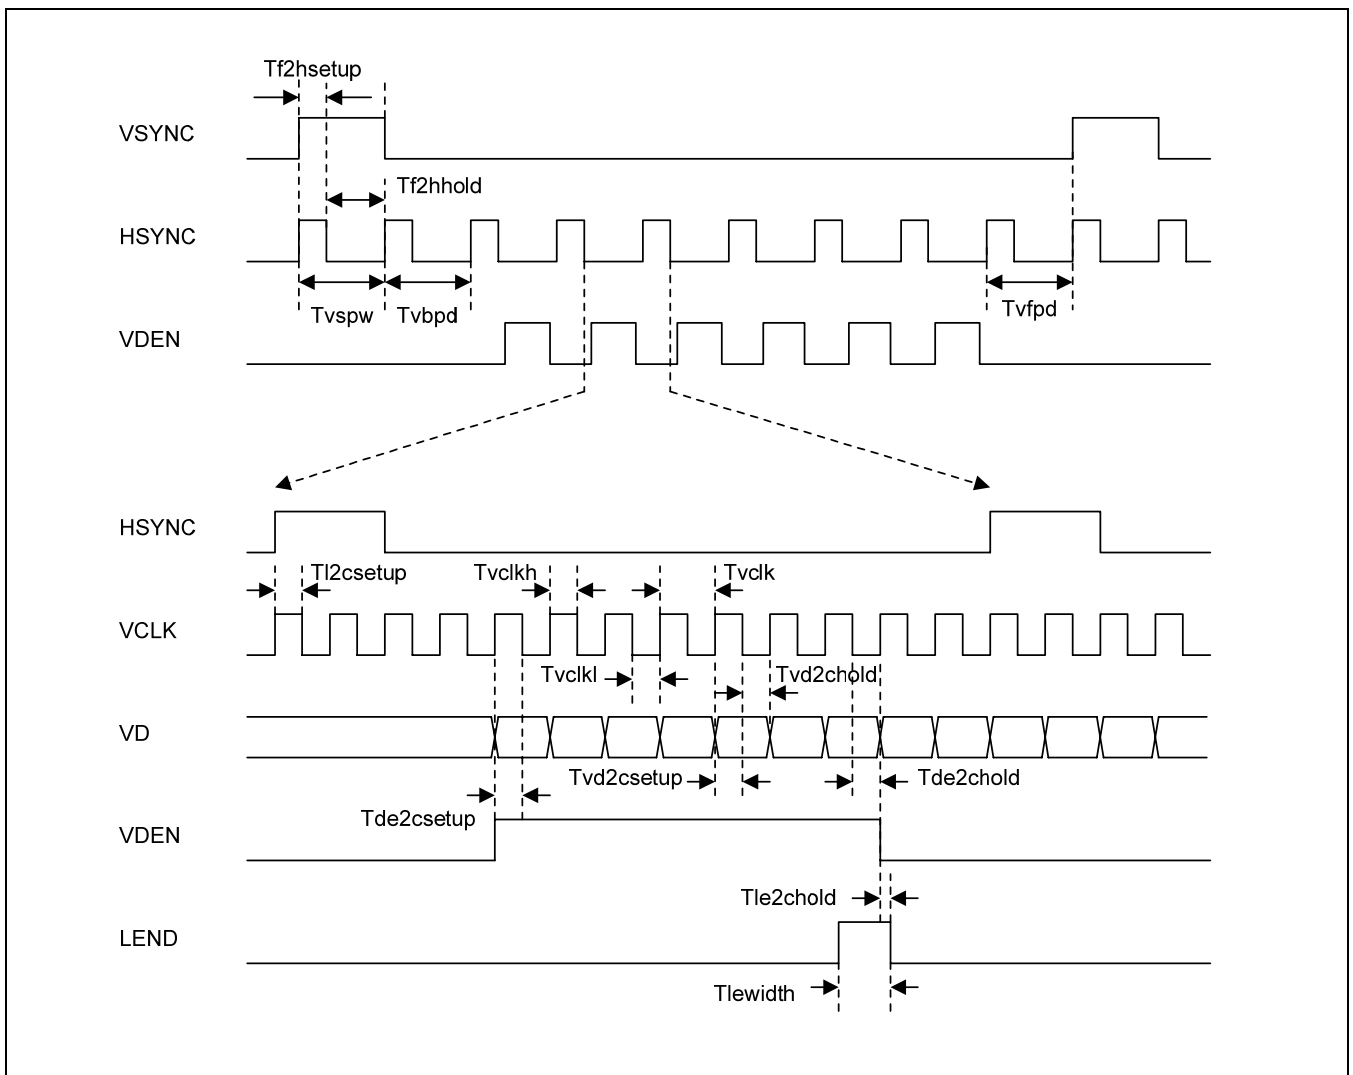 Tf2hsetup
VSYNC
Tf2hhold
HSYNC
Tvspw
Tvbpd
Tvfpd
VDEN
HSYNC
Tl2csetup
Tvclkh
Tvclk
VCLK
Tvclkl
Tvd2chold
VD
Tvd2csetup
Tde2chold
Tde2csetup
VDEN
Tle2chold
LEND
Tlewidth